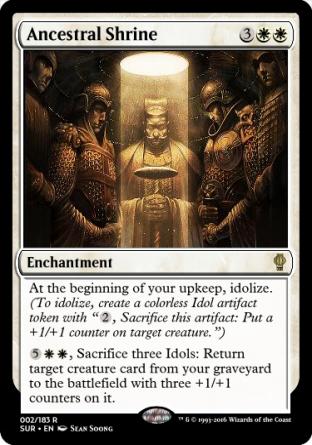 Ancestral Shrine 3
Enchantment
At the beginning of your upkeep, idolize.
(To idolize, create a colorless Idol artifact
token with “2, Sacrifice this artifact: Put a
+1/+1 counter on target creature.”)
5, Sacrifice three Idols: Return
target creature card from your graveyard
to the battlefield with three +1/+1
counters on it.
002/183 R
SUR • EN Sean Soong
™ & © 1993-2016 Wizards of the Coast